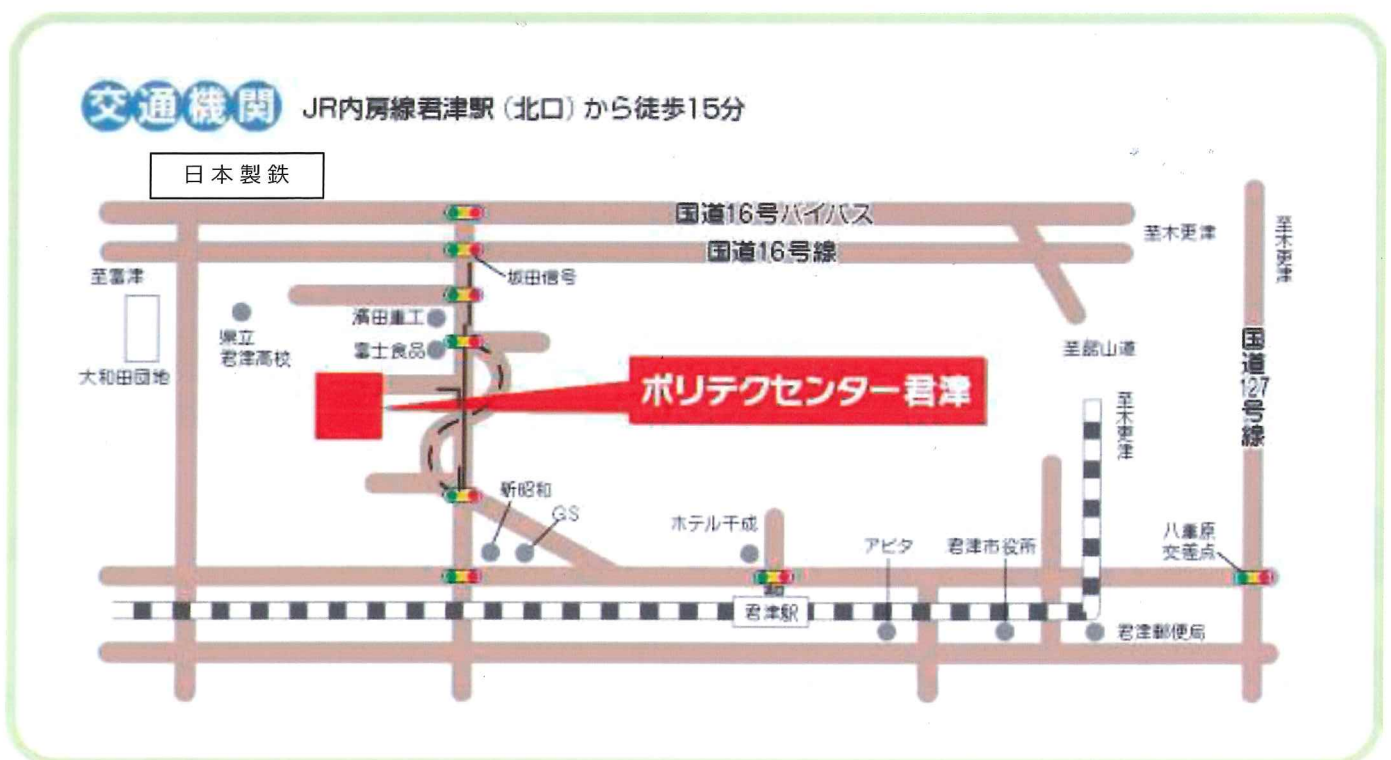 交通機関 JR内房線君津駅（北口）から徒歩15分
日本製鉄
国道16号バイパス
至木更津
国道16号線
至木更津
至富津
坂田信号
濱田重工
県立
君津高校
富士食品
至館山道
国道127号線
大和田団地
ポリテクセンター君津
至木更津
新昭和
GS
ホテル千成
アピタ
君津市役所
八重原
交差点
君津駅
君津郵便局